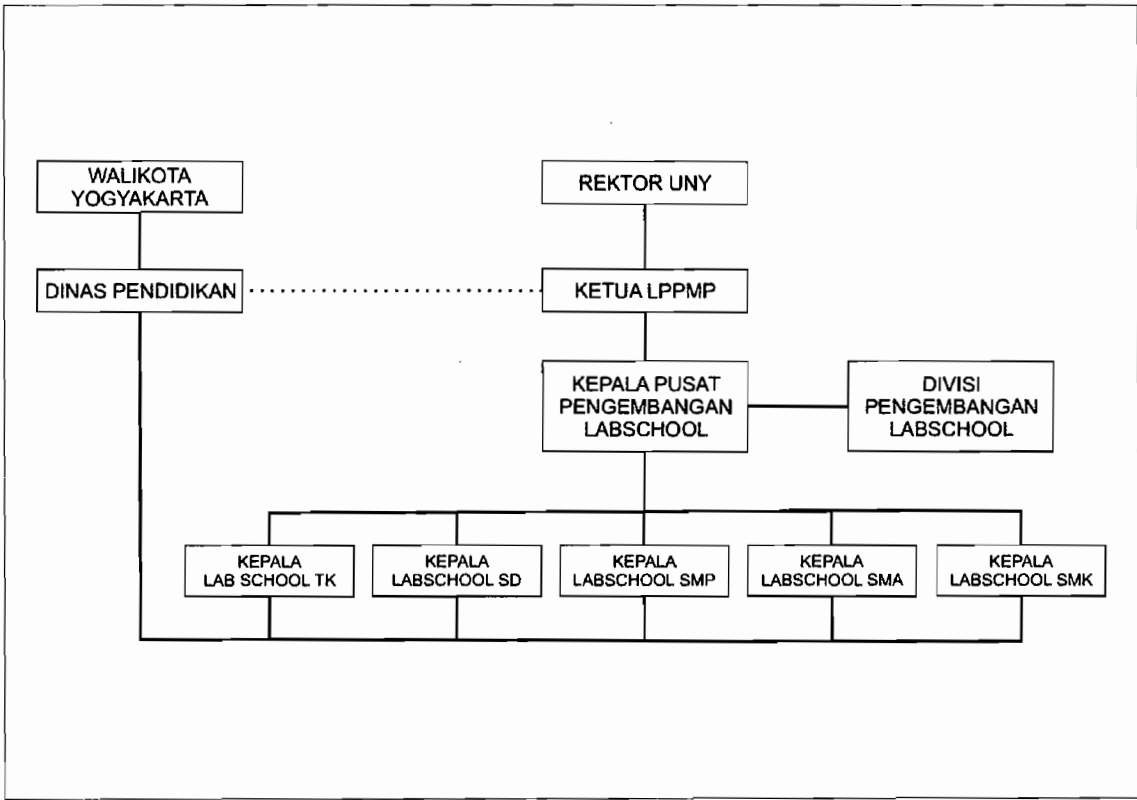 WALIKOTA
YOGYAKARTA
REKTOR UNY
DINAS PENDIDIKAN
KETUA LPPMP
KEPALA PUSAT
PENGEMBANGAN
LABSCHOOL
DIVISI
PENGEMBANGAN
LABSCHOOL
KEPALA
LAB SCHOOL TK
KEPALA
LABSCHOOL SD
KEPALA
LABSCHOOL SMP
KEPALA
LABSCHOOL SMA
KEPALA
LABSCHOOL SMK